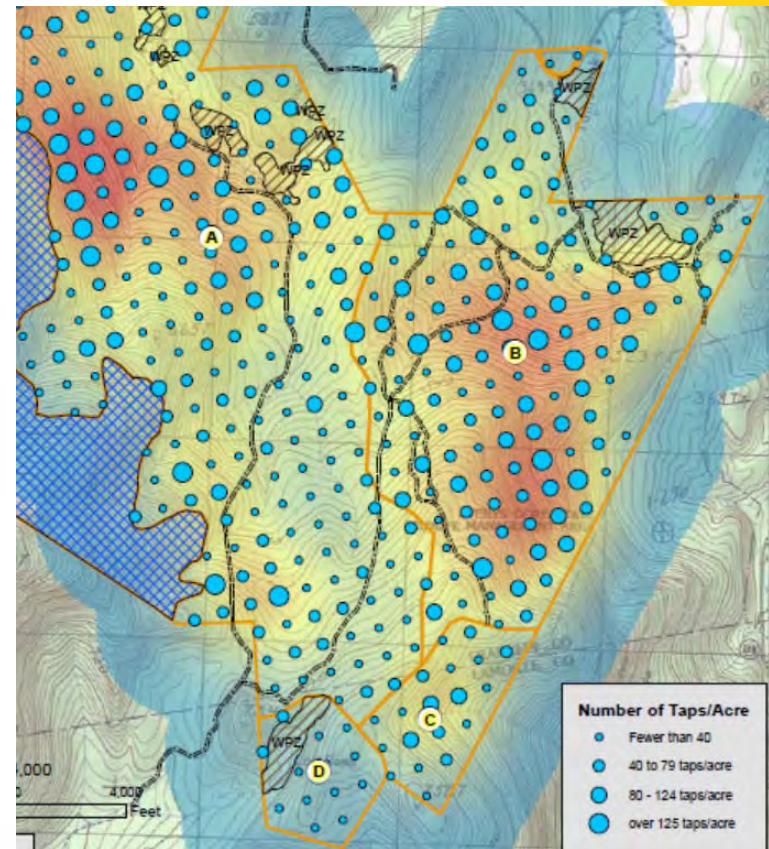 WPZ
WPZ
WPZ
WPZ
WPZ
A
WPZ
B
C
WPZ
D
4,000
Feet
Number of Taps/Acre
Fewer than 40
40 to 79 taps/acre
80 - 124 taps/acre
over 125 taps/acre